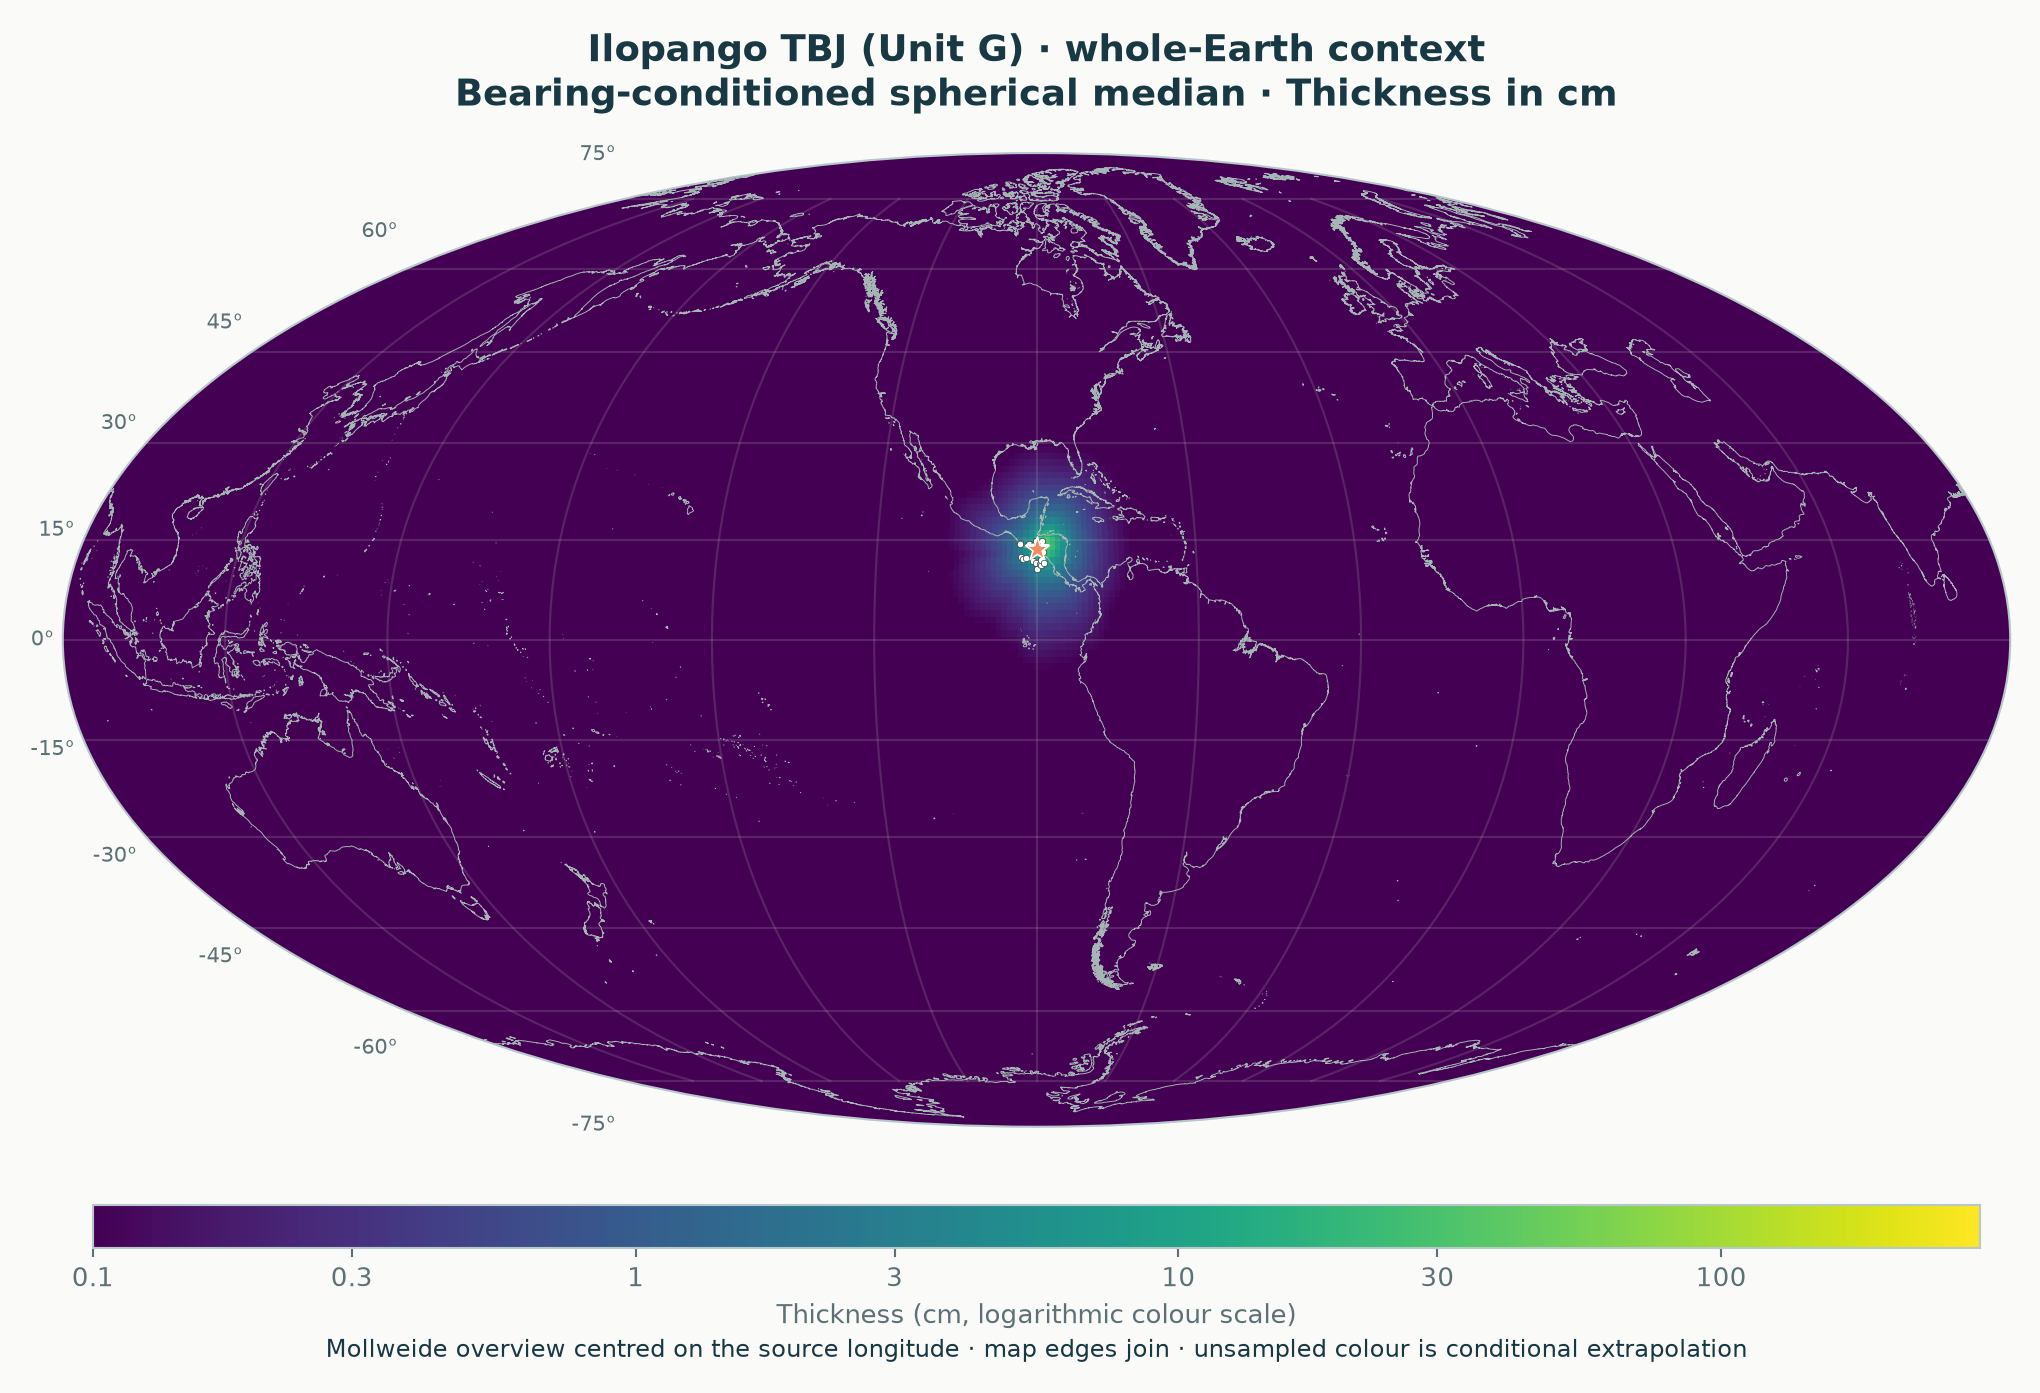 Ilopango TBJ (Unit G) · whole-Earth context
Bearing-conditioned spherical median · Thickness in cm
75°
60°
45°
30°
15°
0°
-15°
-30°
-45°
-60°
-75°
0.1 0.3 1 3 10 30 100
Thickness (cm, logarithmic colour scale)
Mollweide overview centred on the source longitude · map edges join · unsampled colour is conditional extrapolation